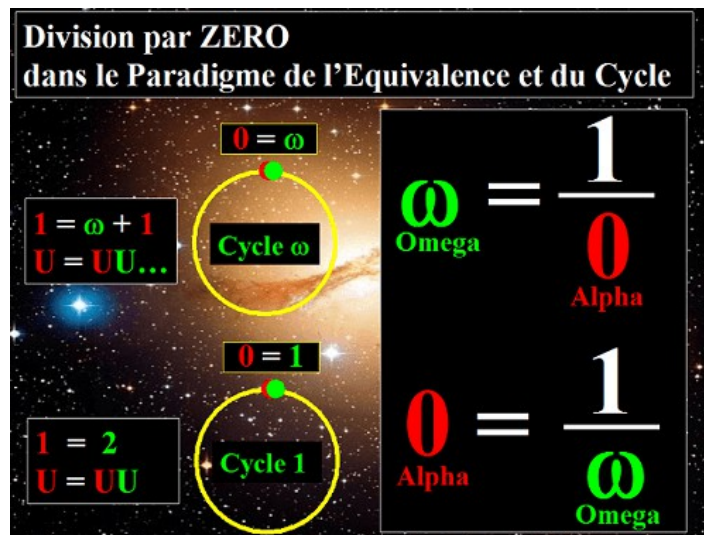 Division par ZERO
dans le Paradigme de l'Equivalence et du Cycle
0 = ω
1 = ω + 1
U = UU...
Cycle ω
0 = 1
1 = 2
U = UU
Cycle 1
ω = 1
0
Omega
Alpha
0 = 1
ω
Alpha
Omega